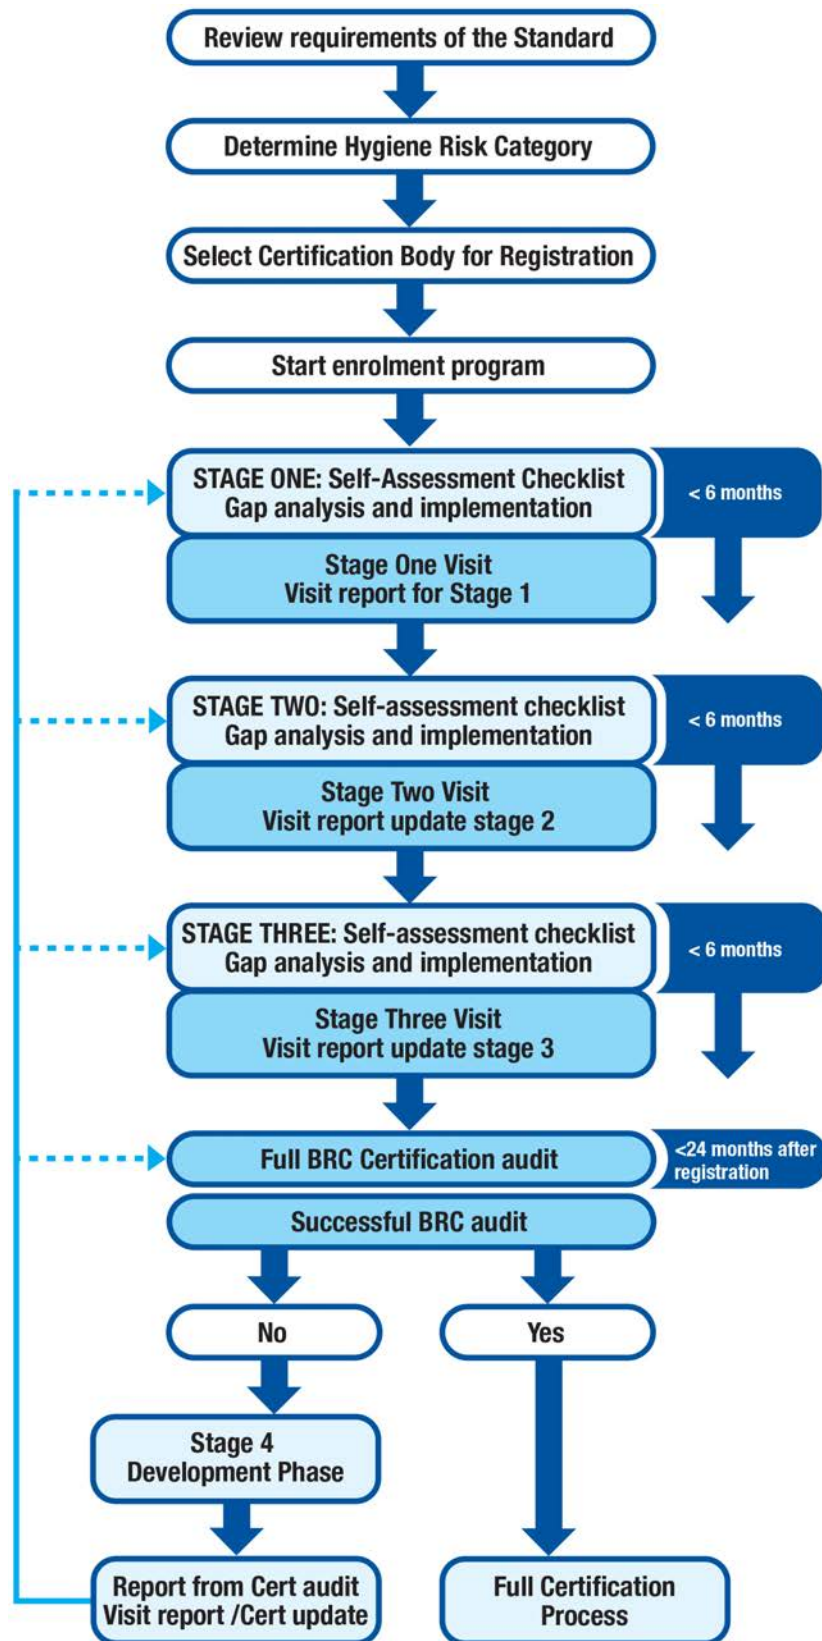 Review requirements of the Standard
Determine Hygiene Risk Category
Select Certification Body for Registration
Start enrolment program
STAGE ONE: Self-Assessment Checklist
Gap analysis and implementation
< 6 months
Stage One Visit
Visit report for Stage 1
STAGE TWO: Self-assessment checklist
Gap analysis and implementation
< 6 months
Stage Two Visit
Visit report update stage 2
STAGE THREE: Self-assessment checklist
Gap analysis and implementation
< 6 months
Stage Three Visit
Visit report update stage 3
Full BRC Certification audit
<24 months after
registration
Successful BRC audit
No
Yes
Stage 4
Development Phase
Report from Cert audit
Visit report /Cert update
Full Certification
Process